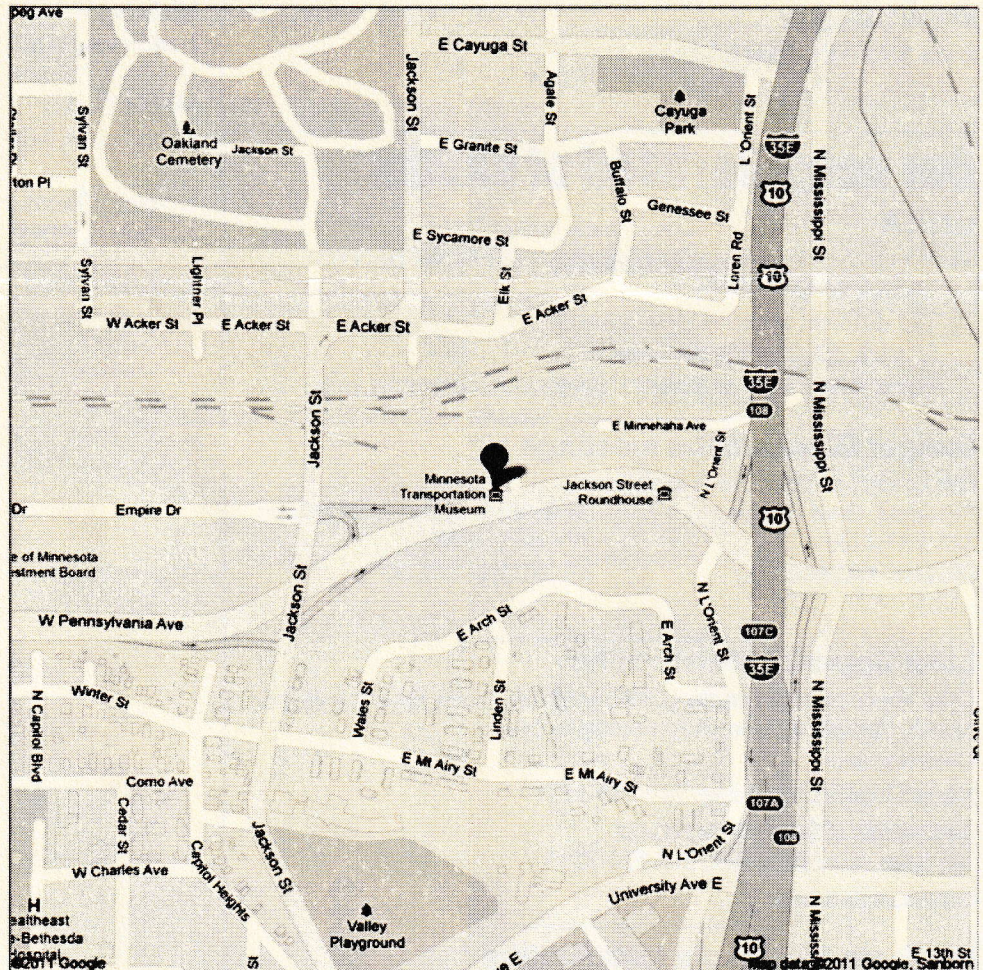 E Cayuga St
Jackson St
Agate St
Cayuga
Park
L'Orient St
35E
Sylvan St
Oakland
Cemetery
Jackson St
E Granite St
N Mississippi St
ton Pl
10
Buffalo St
Genessee St
E Sycamore St
Loren Rd
Sylvan St
Lightner Pl
Elk St
10
W Acker St
E Acker St
E Acker St
E Acker St
35E
108
N Mississippi St
Jackson St
E Minnehaha Ave
N L'Orient St
Minnesota
Transportation
Museum
Jackson Street
Roundhouse
Dr
Empire Dr
10
e of Minnesota
estment Board
Jackson St
W Pennsylvania Ave
E Arch St
E Arch St
N L'Orient St
107C
35E
N Capitol Blvd
Winter St
Wales St
Linden St
N Mississippi St
E Mt Airy St
E Mt Airy St
Como Ave
107A
Cedar St
Jackson St
N L'Orient St
W Charles Ave
Capitol Heights
University Ave E
H
ealtheast
e-Bethesda
Hospital
Valley
Playground
N Mississ
10
E 13th St
©2011 Google
St
s E
Map data ©2011 Google, Sanborn